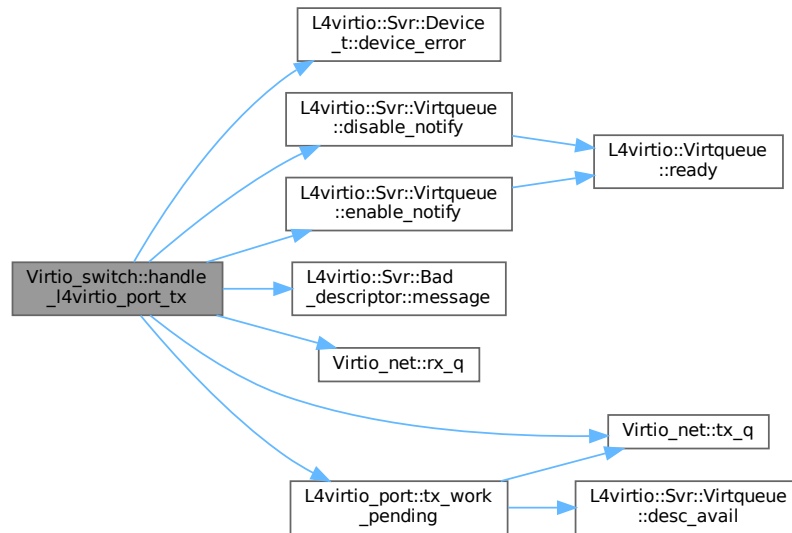 L4virtio::Svr::Device
_t::device_error
L4virtio::Svr::Virtqueue
::disable_notify
L4virtio::Virtqueue
::ready
L4virtio::Svr::Virtqueue
::enable_notify
Virtio_switch::handle
_l4virtio_port_tx
L4virtio::Svr::Bad
_descriptor::message
Virtio_net::rx_q
Virtio_net::tx_q
L4virtio_port::tx_work
_pending
L4virtio::Svr::Virtqueue
::desc_avail